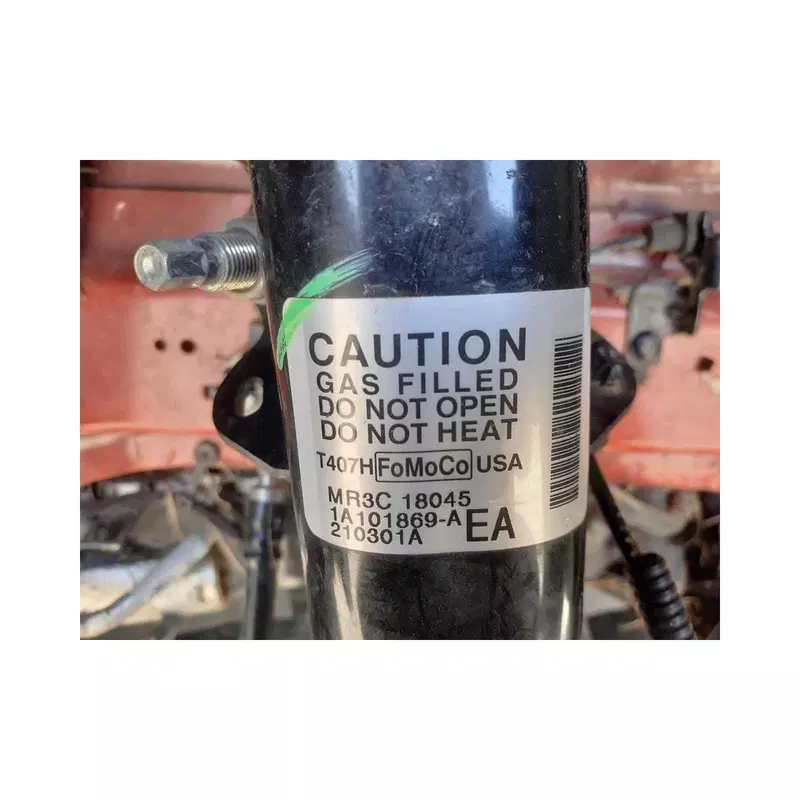 CAUTION
GAS FILLED
DO NOT OPEN
DO NOT HEAT
T407H FoMoCo USA
MR3C 18045
1A101869-A EA
210301A